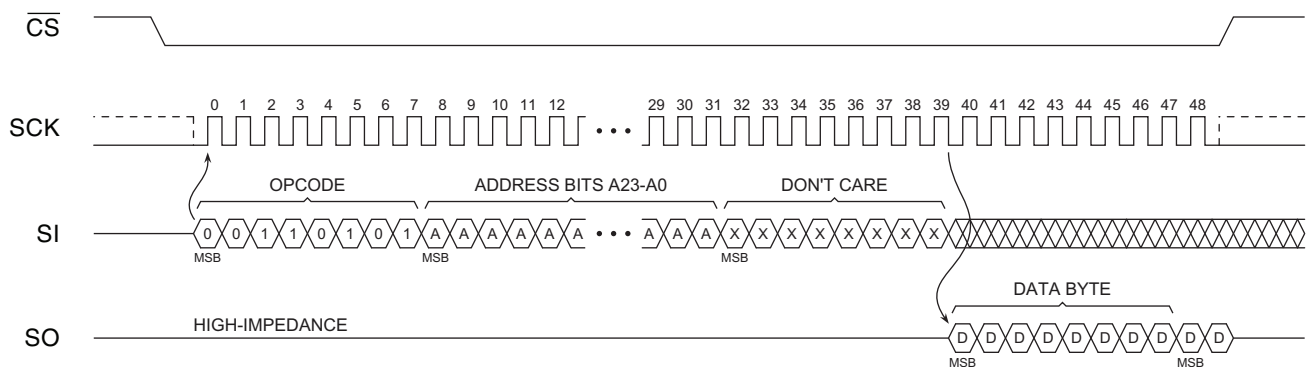 CS
SCK
0 1 2 3 4 5 6 7 8 9 10 11 12 29 30 31 32 33 34 35 36 37 38 39 40 41 42 43 44 45 46 47 48
OPCODE ADDRESS BITS A23-A0 DON'T CARE
SI
0 0 1 1 0 1 0 1 A A A A A A A A A X X X X X X X X
MSB MSB MSB
DATA BYTE
HIGH-IMPEDANCE
SO
D D D D D D D D D D
MSB MSB